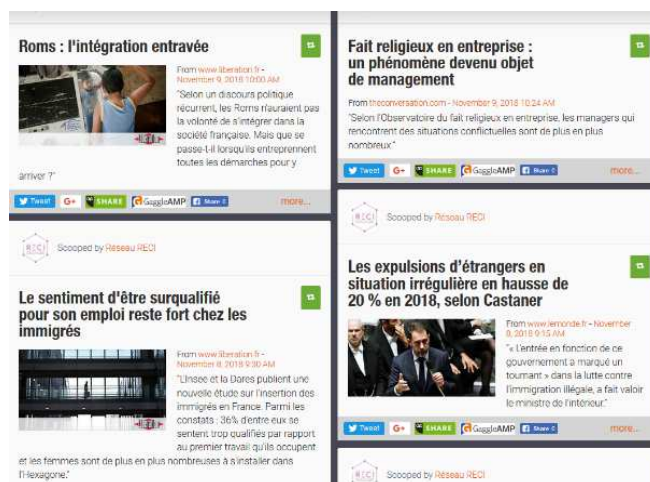 Roms : l'intégration entravée
From www.liberation.fr -
November 9, 2018 10:00 AM
"Selon un discours politique
récurrent, les Roms n'auraient pas
la volonté de s'intégrer dans la
société française. Mais que se
passe-t-il lorsqu'ils entreprennent
toutes les démarches pour y
arriver ?"
Tweet G+ SHARE GaggleAMP Share 0 more...
RECI Scooped by Réseau RECI
Le sentiment d'être surqualifié
pour son emploi reste fort chez les
immigrés
From www.liberation.fr -
November 8, 2018 9:30 AM
"L'Insee et la Dares publient une
nouvelle étude sur l'insertion des
immigrés en France. Parmi les
constats : 36% d'entre eux se
sentent trop qualifiés par rapport
au premier travail qu'ils occupent
et les femmes sont de plus en plus nombreuses à s'installer dans
l'Hexagone."
Fait religieux en entreprise :
un phénomène devenu objet
de management
From theconversation.com - November 9, 2018 10:24 AM
"Selon l'Observatoire du fait religieux en entreprise, les managers qui
rencontrent des situations conflictuelles sont de plus en plus
nombreux."
Tweet G+ SHARE GaggleAMP Share 0 more...
RECI Scooped by Réseau RECI
Les expulsions d'étrangers en
situation irrégulière en hausse de
20 % en 2018, selon Castaner
From www.lemonde.fr - November
9, 2018 9:15 AM
"« L'entrée en fonction de ce
gouvernement a marqué un
tournant » dans la lutte contre
l'immigration illégale, a fait valoir
le ministre de l'intérieur."
Tweet G+ SHARE GaggleAMP Share 0 more...
RECI Scooped by Réseau RECI